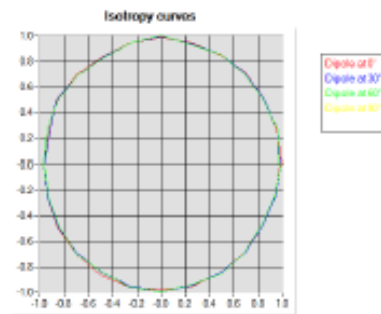 Isotropy curves
1.0
0.8
0.6
0.4
0.2
-0.0
-0.2
-0.4
-0.6
-0.8
-1.0
-1.0 -0.8 -0.6 -0.4 -0.2 0.0 0.2 0.4 0.6 0.8 1.0
Dipole at 0°
Dipole at 30°
Dipole at 60°
Dipole at